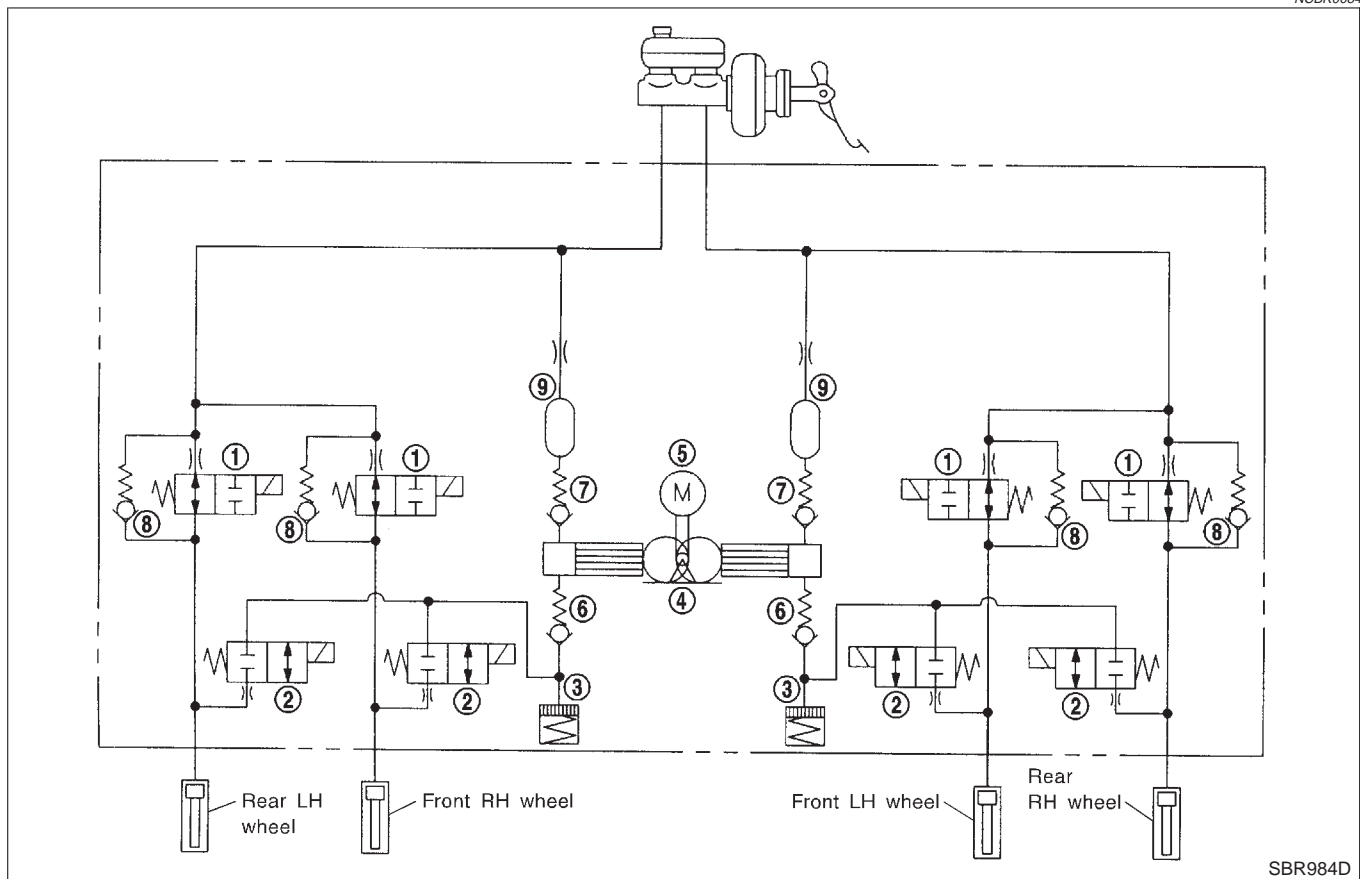 ⑨ ⑨
① ① ⑤ ① ①
M
⑦ ⑦
⑧ ⑧ ⑧ ⑧
④
⑥ ⑥
③ ③
② ② ② ②
Rear LH
wheel
Front RH wheel
Front LH wheel
Rear
RH wheel
SBR984D